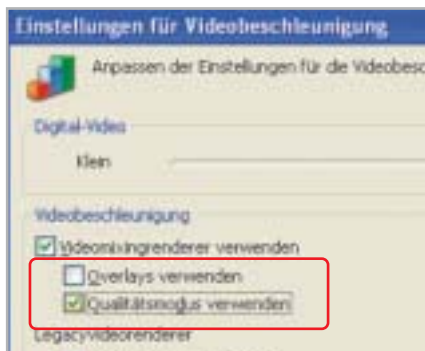 Einstellungen für Videobeschleunigung
Anpassen der Einstellungen für die Videobesc
Digital-Video
Klein
Videobeschleunigung
Videomixingrenderer verwenden
Overlays verwenden
Qualitätsmodus verwenden
Legacyvideorenderer